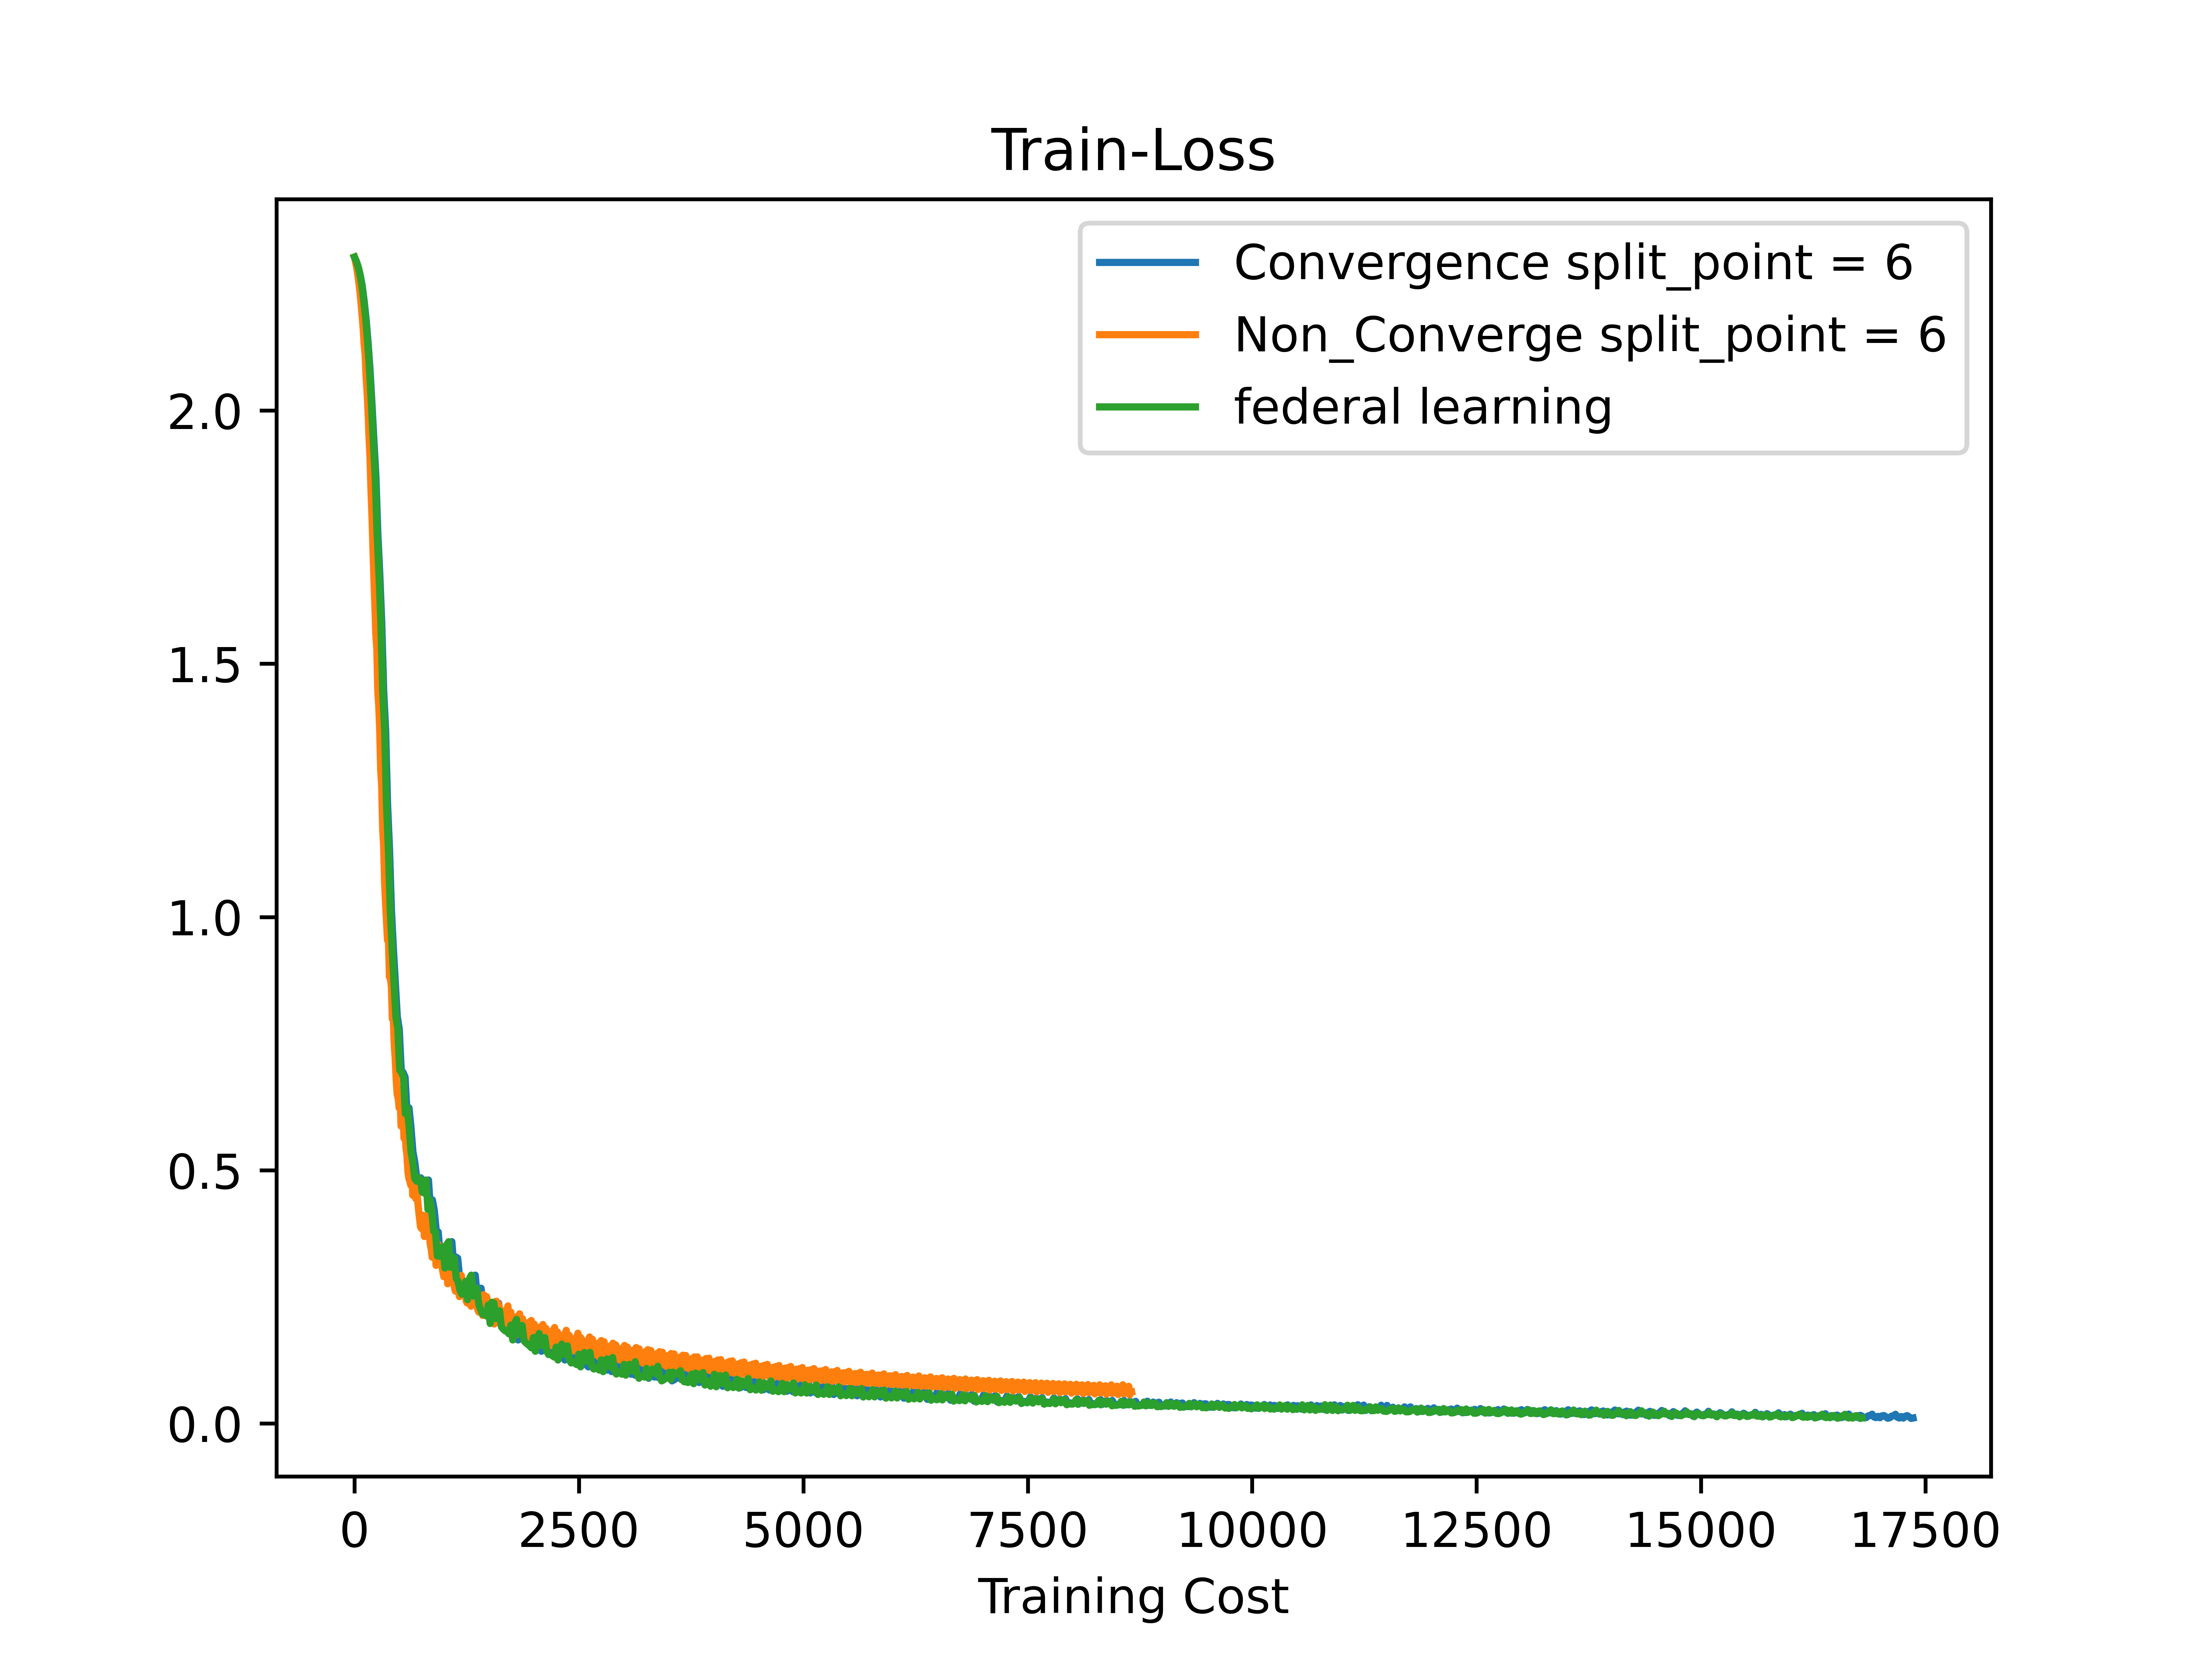 Train-Loss
Convergence split_point = 6
Non_Converge split_point = 6
federal learning
2.0
1.5
1.0
0.5
0.0
0 2500 5000 7500 10000 12500 15000 17500
Training Cost